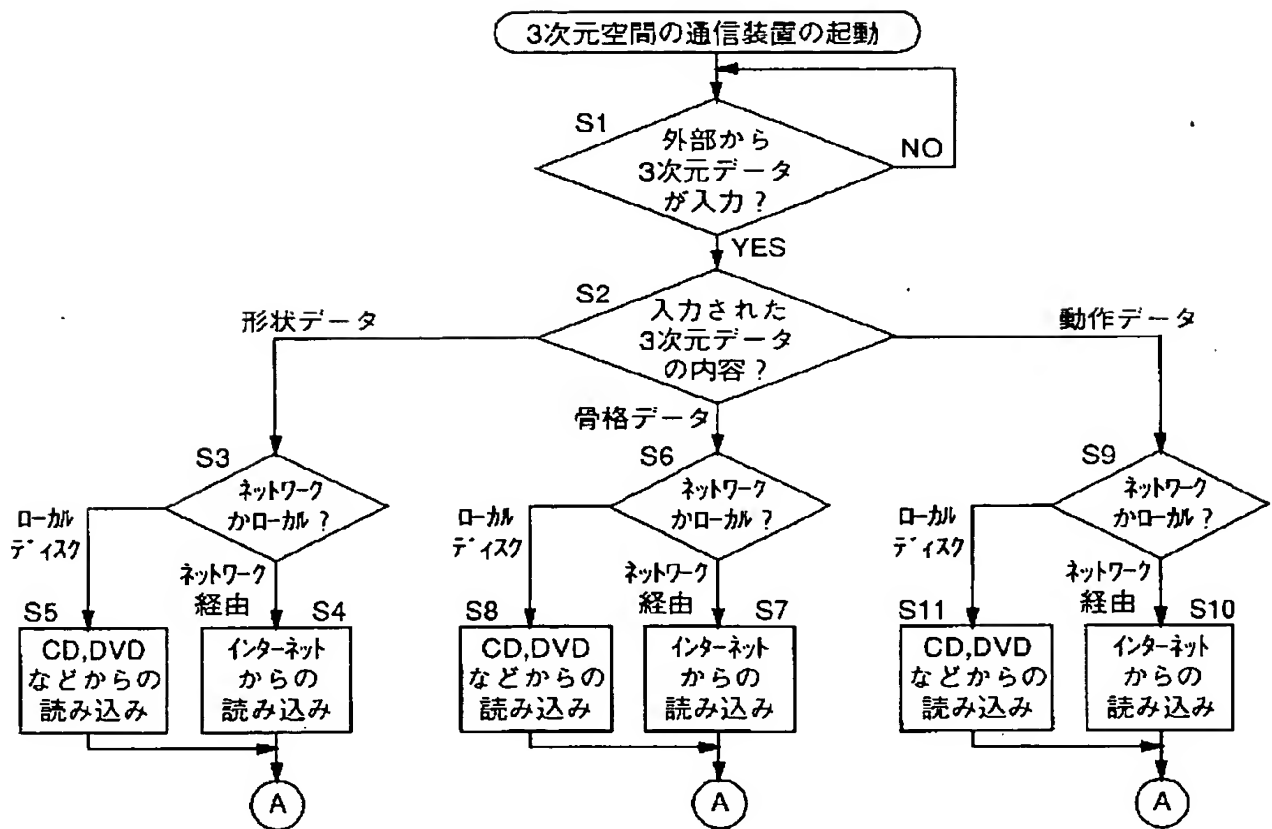 3次元空間の通信装置の起動
S1
外部から
3次元データ
が入力?
NO
YES
S2
入力された
3次元データ
の内容?
形状データ
骨格データ
動作データ
S3
ネットワーク
かローカル?
ローカル
ディスク
ネットワーク
経由
S5
CD,DVD
などからの
読み込み
S4
インターネット
からの
読み込み
A
S6
ネットワーク
かローカル?
ローカル
ディスク
ネットワーク
経由
S8
CD,DVD
などからの
読み込み
S7
インターネット
からの
読み込み
A
S9
ネットワーク
かローカル?
ローカル
ディスク
ネットワーク
経由
S11
CD,DVD
などからの
読み込み
S10
インターネット
からの
読み込み
A